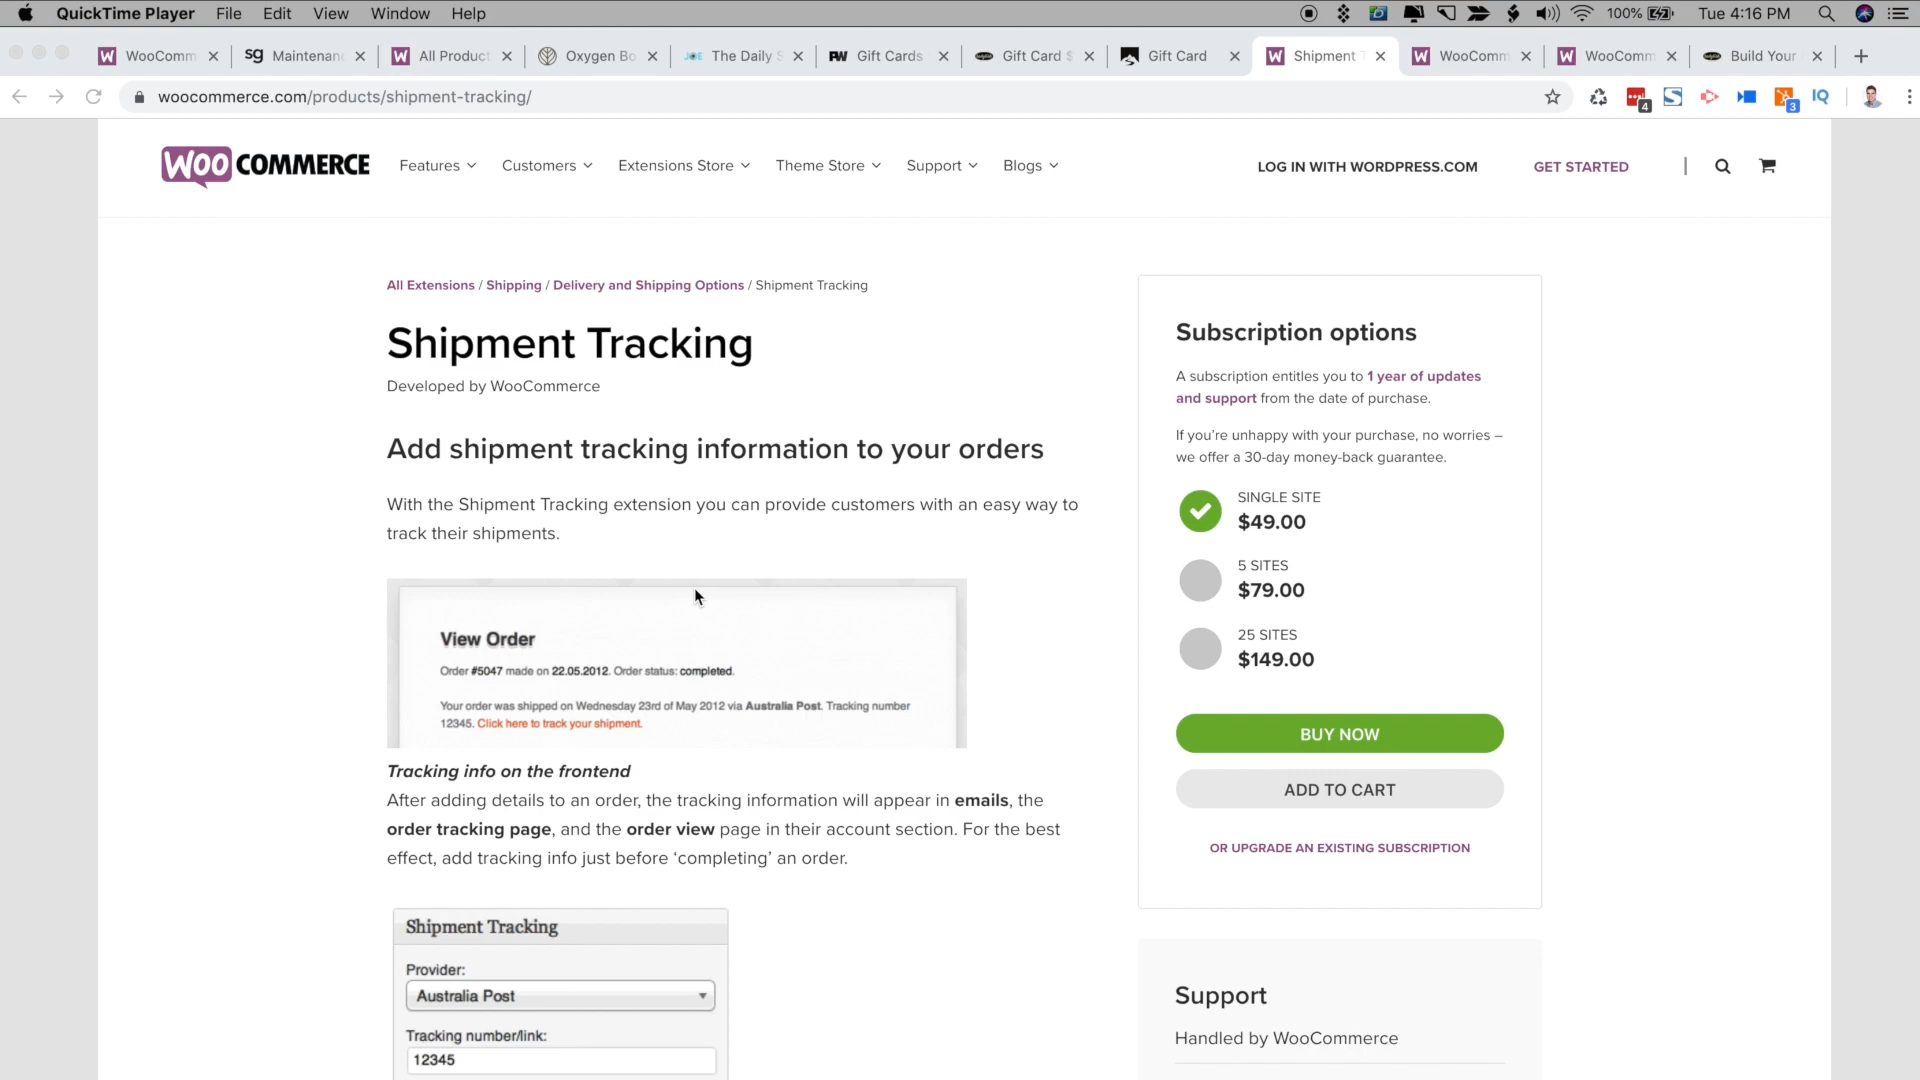 QuickTime Player File Edit View Window Help 100% Tue 4:16 PM
WooComm Maintenan All Product Oxygen Bo The Daily S Gift Cards Gift Card $ Gift Card Shipment T WooComm WooComm Build Your
woocommerce.com/products/shipment-tracking/ 4 3 IQ
WOO COMMERCE Features Customers Extensions Store Theme Store Support Blogs LOG IN WITH WORDPRESS.COM GET STARTED
All Extensions / Shipping / Delivery and Shipping Options / Shipment Tracking
Shipment Tracking
Developed by WooCommerce
Add shipment tracking information to your orders
With the Shipment Tracking extension you can provide customers with an easy way to
track their shipments.
View Order
Order #5047 made on 22.05.2012. Order status: completed.
Your order was shipped on Wednesday 23rd of May 2012 via Australia Post. Tracking number
12345. Click here to track your shipment.
Tracking info on the frontend
After adding details to an order, the tracking information will appear in emails, the
order tracking page, and the order view page in their account section. For the best
effect, add tracking info just before ‘completing’ an order.
Shipment Tracking
Provider:
Australia Post
Tracking number/link:
12345
Subscription options
A subscription entitles you to 1 year of updates
and support from the date of purchase.
If you’re unhappy with your purchase, no worries –
we offer a 30-day money-back guarantee.
SINGLE SITE
$49.00
5 SITES
$79.00
25 SITES
$149.00
BUY NOW
ADD TO CART
OR UPGRADE AN EXISTING SUBSCRIPTION
Support
Handled by WooCommerce